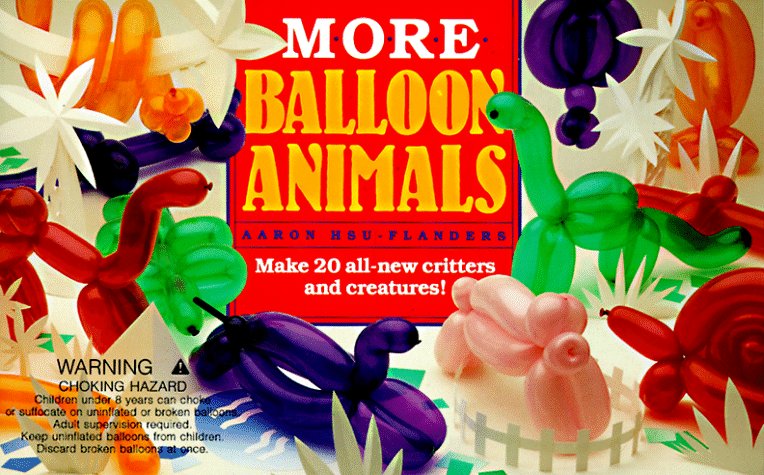 M·O·R·E
BALLOON
ANIMALS
AARON HSU-FLANDERS
Make 20 all-new critters
and creatures!
WARNING
CHOKING HAZARD
Children under 8 years can choke
or suffocate on uninflated or broken balloons.
Adult supervision required.
Keep uninflated balloons from children.
Discard broken balloons at once.